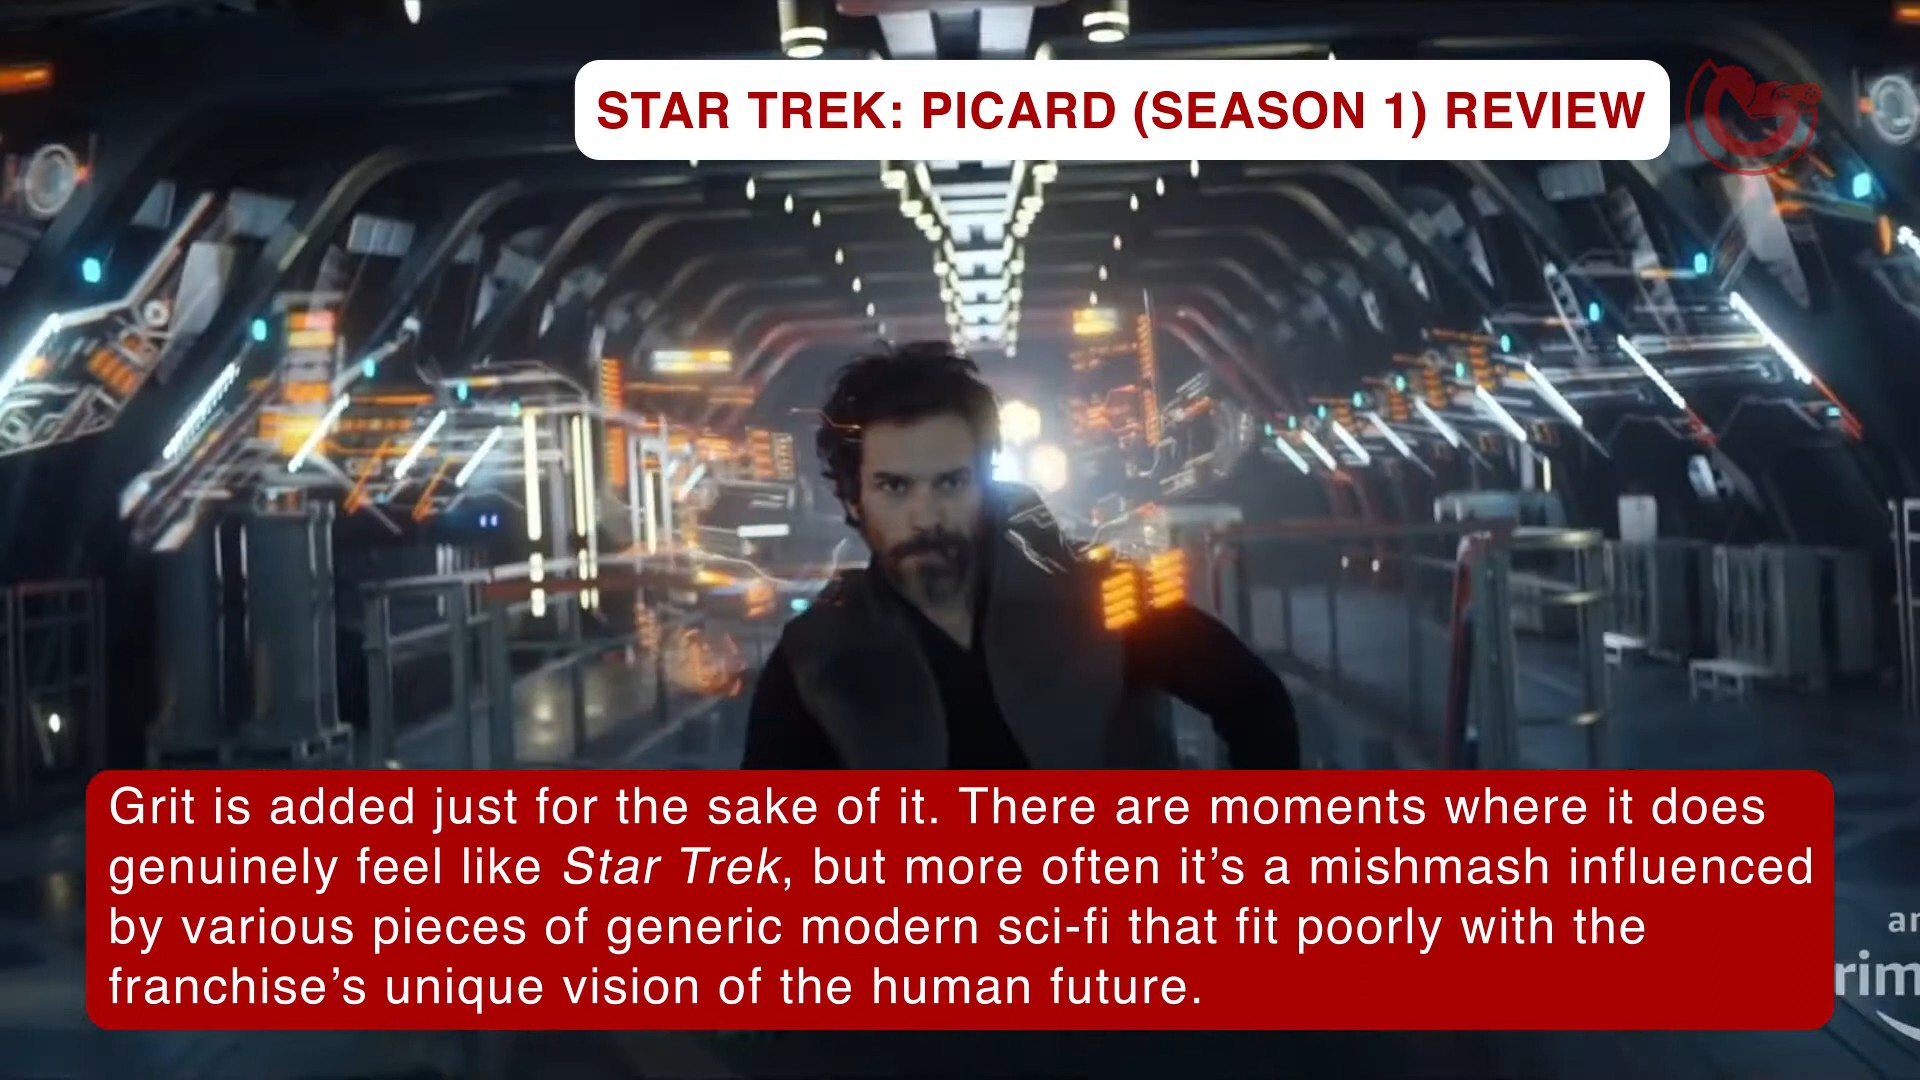 STAR TREK: PICARD (SEASON 1) REVIEW
Grit is added just for the sake of it. There are moments where it does
genuinely feel like Star Trek, but more often it’s a mishmash influenced
by various pieces of generic modern sci-fi that fit poorly with the
franchise’s unique vision of the human future.